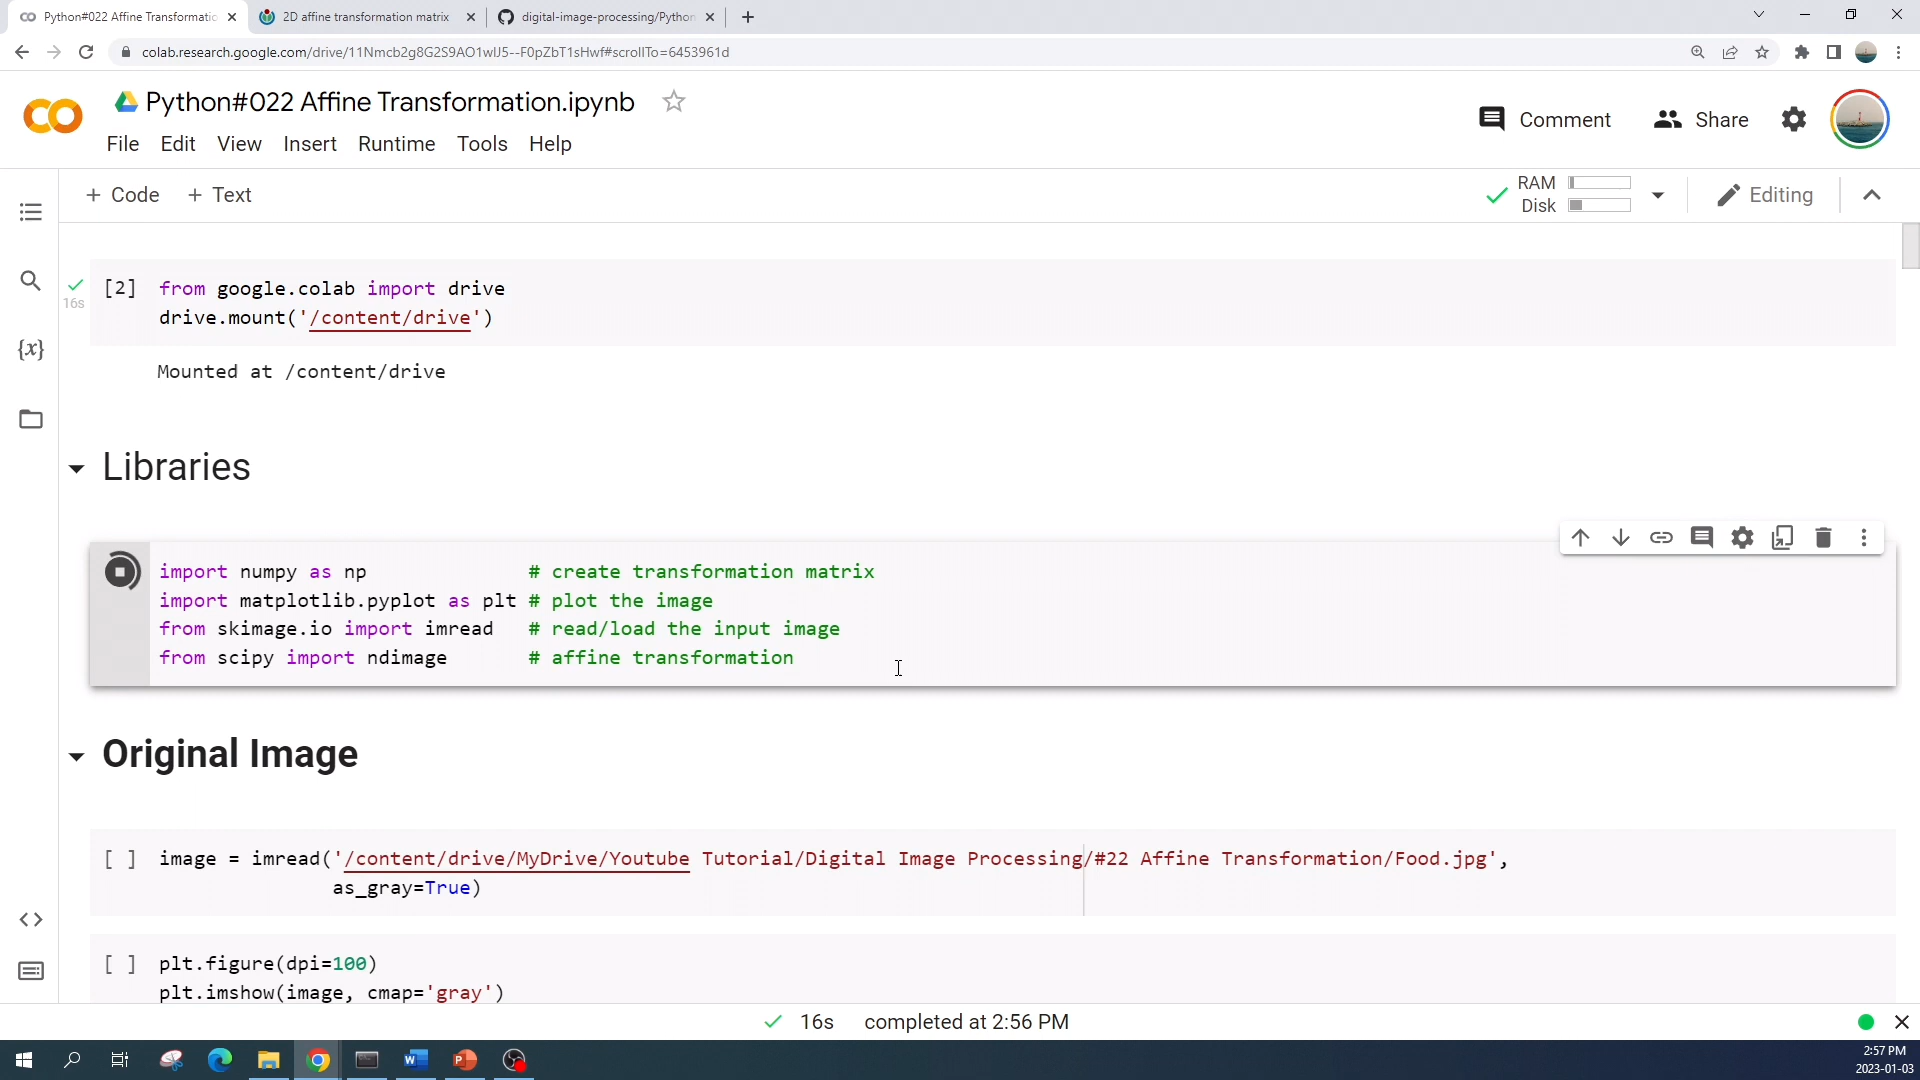 Python#022 Affine Transformatio
2D affine transformation matrix
digital-image-processing/Python
colab.research.google.com/drive/11Nmcb2g8G2S9AO1wIJ5--F0pZbT1sHwf#scrollTo=6453961d
Python#022 Affine Transformation.ipynb
Comment
Share
File Edit View Insert Runtime Tools Help
+ Code + Text
RAM
Disk
Editing
{x}
16s
[2] from google.colab import drive
drive.mount('/content/drive')
Mounted at /content/drive
Libraries
import numpy as np # create transformation matrix
import matplotlib.pyplot as plt # plot the image
from skimage.io import imread # read/load the input image
from scipy import ndimage # affine transformation
Original Image
[ ] image = imread('/content/drive/MyDrive/Youtube Tutorial/Digital Image Processing/#22 Affine Transformation/Food.jpg',
as_gray=True)
[ ] plt.figure(dpi=100)
plt.imshow(image, cmap='gray')
16s completed at 2:56 PM
2:57 PM
2023-01-03